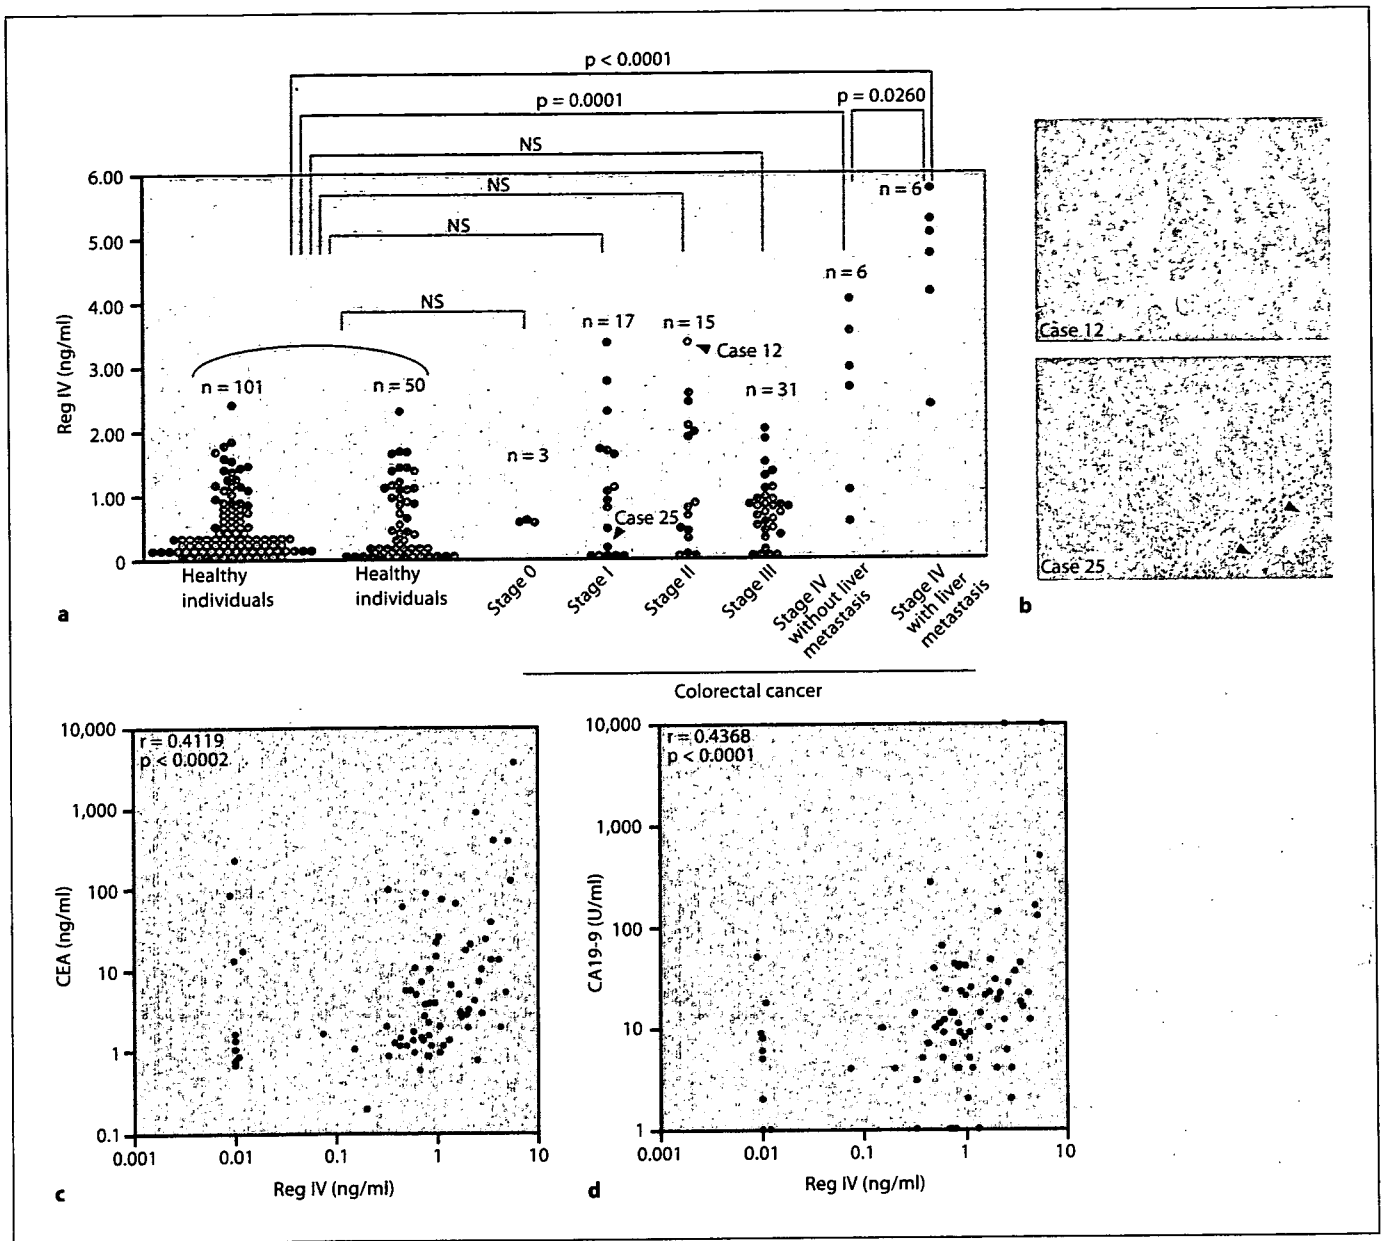 p < 0.0001
p = 0.0001
p = 0.0260
NS
NS
NS
NS
Reg IV (ng/ml)
6.00
5.00
4.00
3.00
2.00
1.00
0
n = 101
n = 50
n = 3
n = 17
n = 15
n = 31
n = 6
n = 6
Case 12
Case 25
Healthy
individuals
Healthy
individuals
Stage 0
Stage I
Stage II
Stage III
Stage IV
without liver
metastasis
Stage IV
with liver
metastasis
Colorectal cancer
a
Case 12
Case 25
b
r = 0.4119
p < 0.0002
CEA (ng/ml)
10,000
1,000
100
10
1
0.1
0.001
0.01
0.1
1
10
Reg IV (ng/ml)
c
r = 0.4368
p < 0.0001
CA19-9 (U/ml)
10,000
1,000
100
10
1
0.001
0.01
0.1
1
10
Reg IV (ng/ml)
d